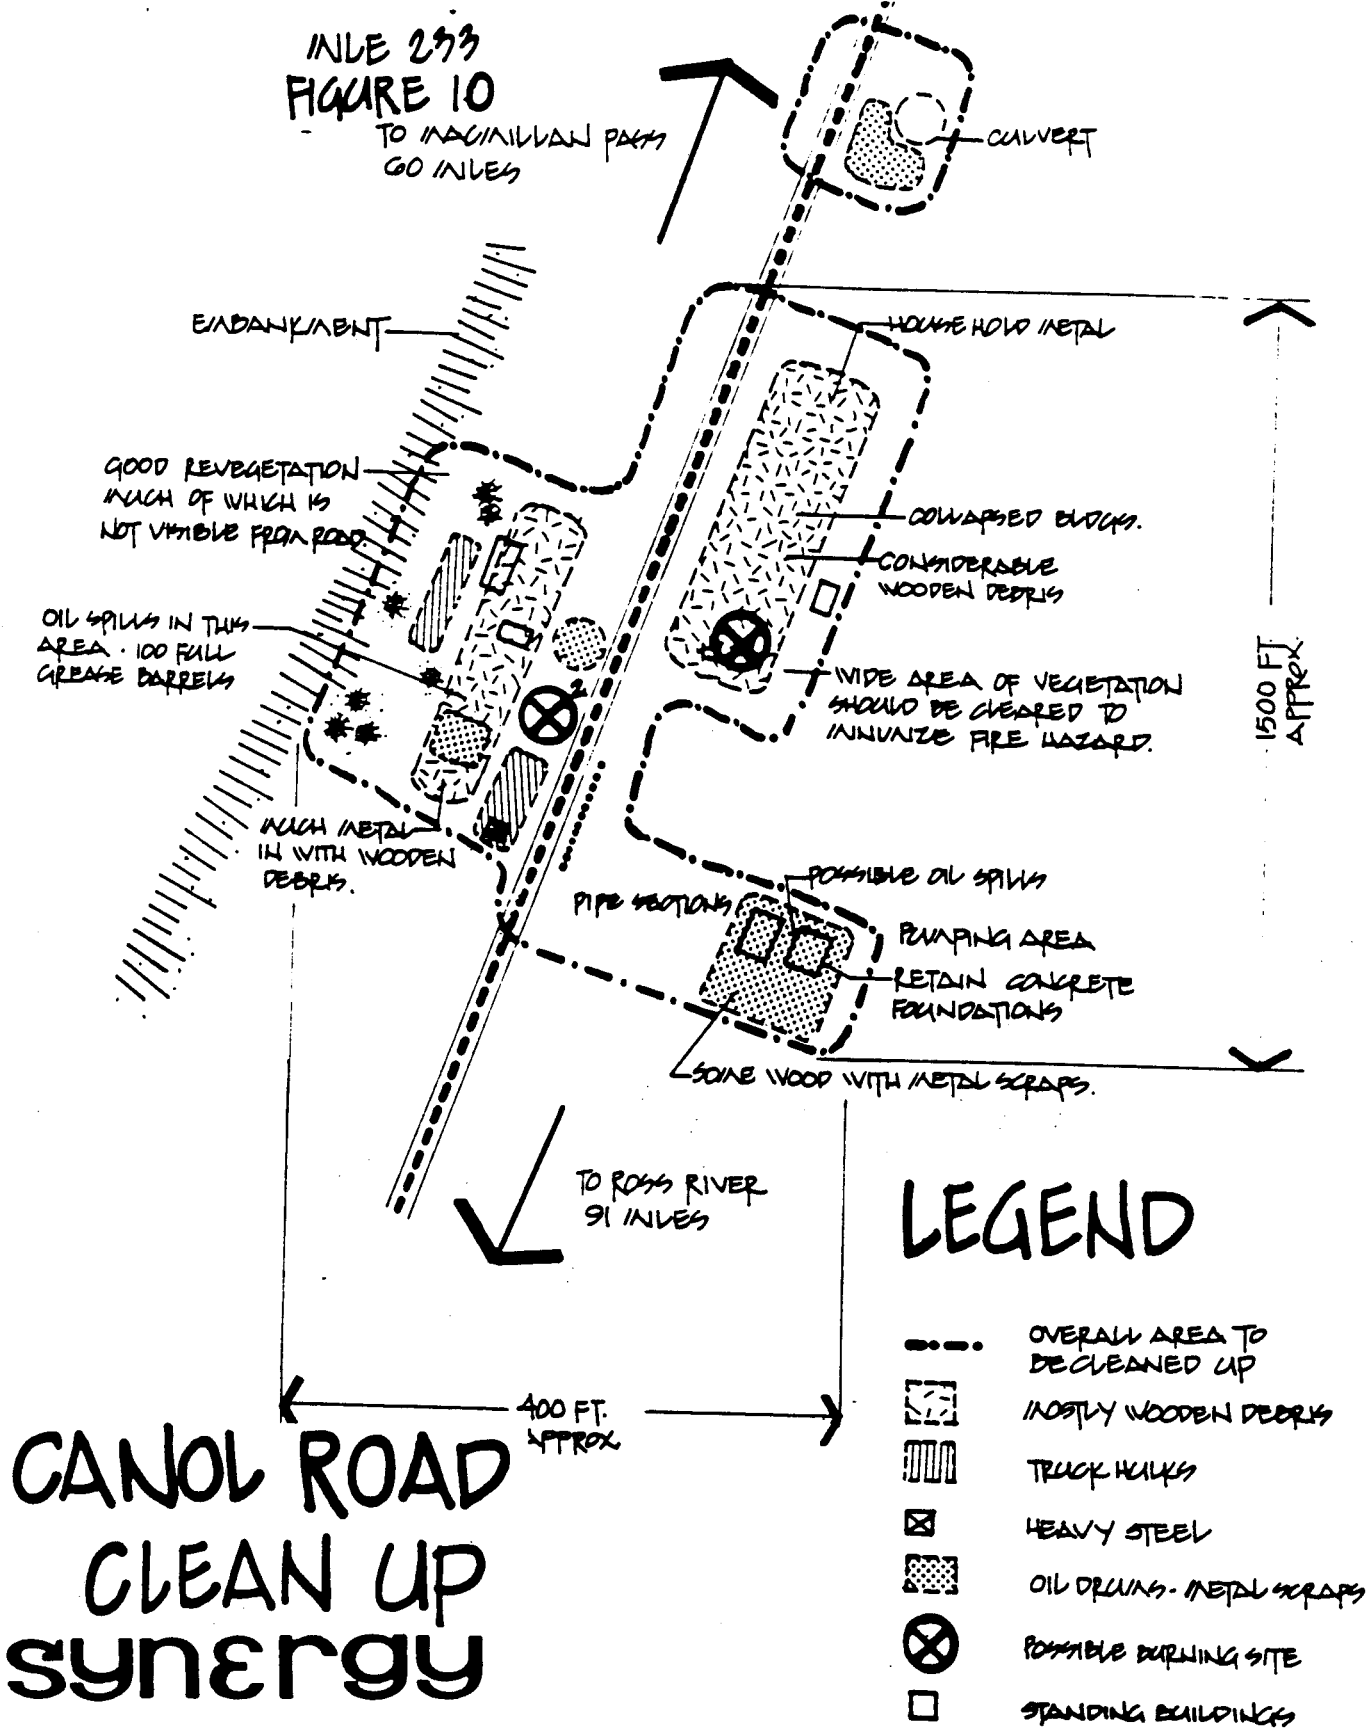 MILE 233
FIGURE 10
TO MACMILLAN PASS
60 MILES
CULVERT
EMBANKMENT
HOUSE HOLD METAL
GOOD REVEGETATION
MUCH OF WHICH IS
NOT VISIBLE FROM ROAD
COLLAPSED BLDGS.
CONSIDERABLE
WOODEN DEBRIS
OIL SPILLS IN THIS
AREA - 100 FULL
GREASE BARRELS
2
WIDE AREA OF VEGETATION
SHOULD BE CLEARED TO
MINIMIZE FIRE HAZARD.
1500 FT
APPROX.
MUCH METAL
IN WITH WOODEN
DEBRIS.
POSSIBLE OIL SPILLS
PIPE SECTIONS
PUMPING AREA
RETAIN CONCRETE
FOUNDATIONS
SOME WOOD WITH METAL SCRAPS.
TO ROSS RIVER
91 MILES
LEGEND
OVERALL AREA TO
BE CLEANED UP
MOSTLY WOODEN DEBRIS
TRUCK HULKS
HEAVY STEEL
OIL DRUMS - METAL SCRAPS
POSSIBLE BURNING SITE
STANDING BUILDINGS
400 FT.
APPROX
CANOL ROAD
CLEAN UP
synergy